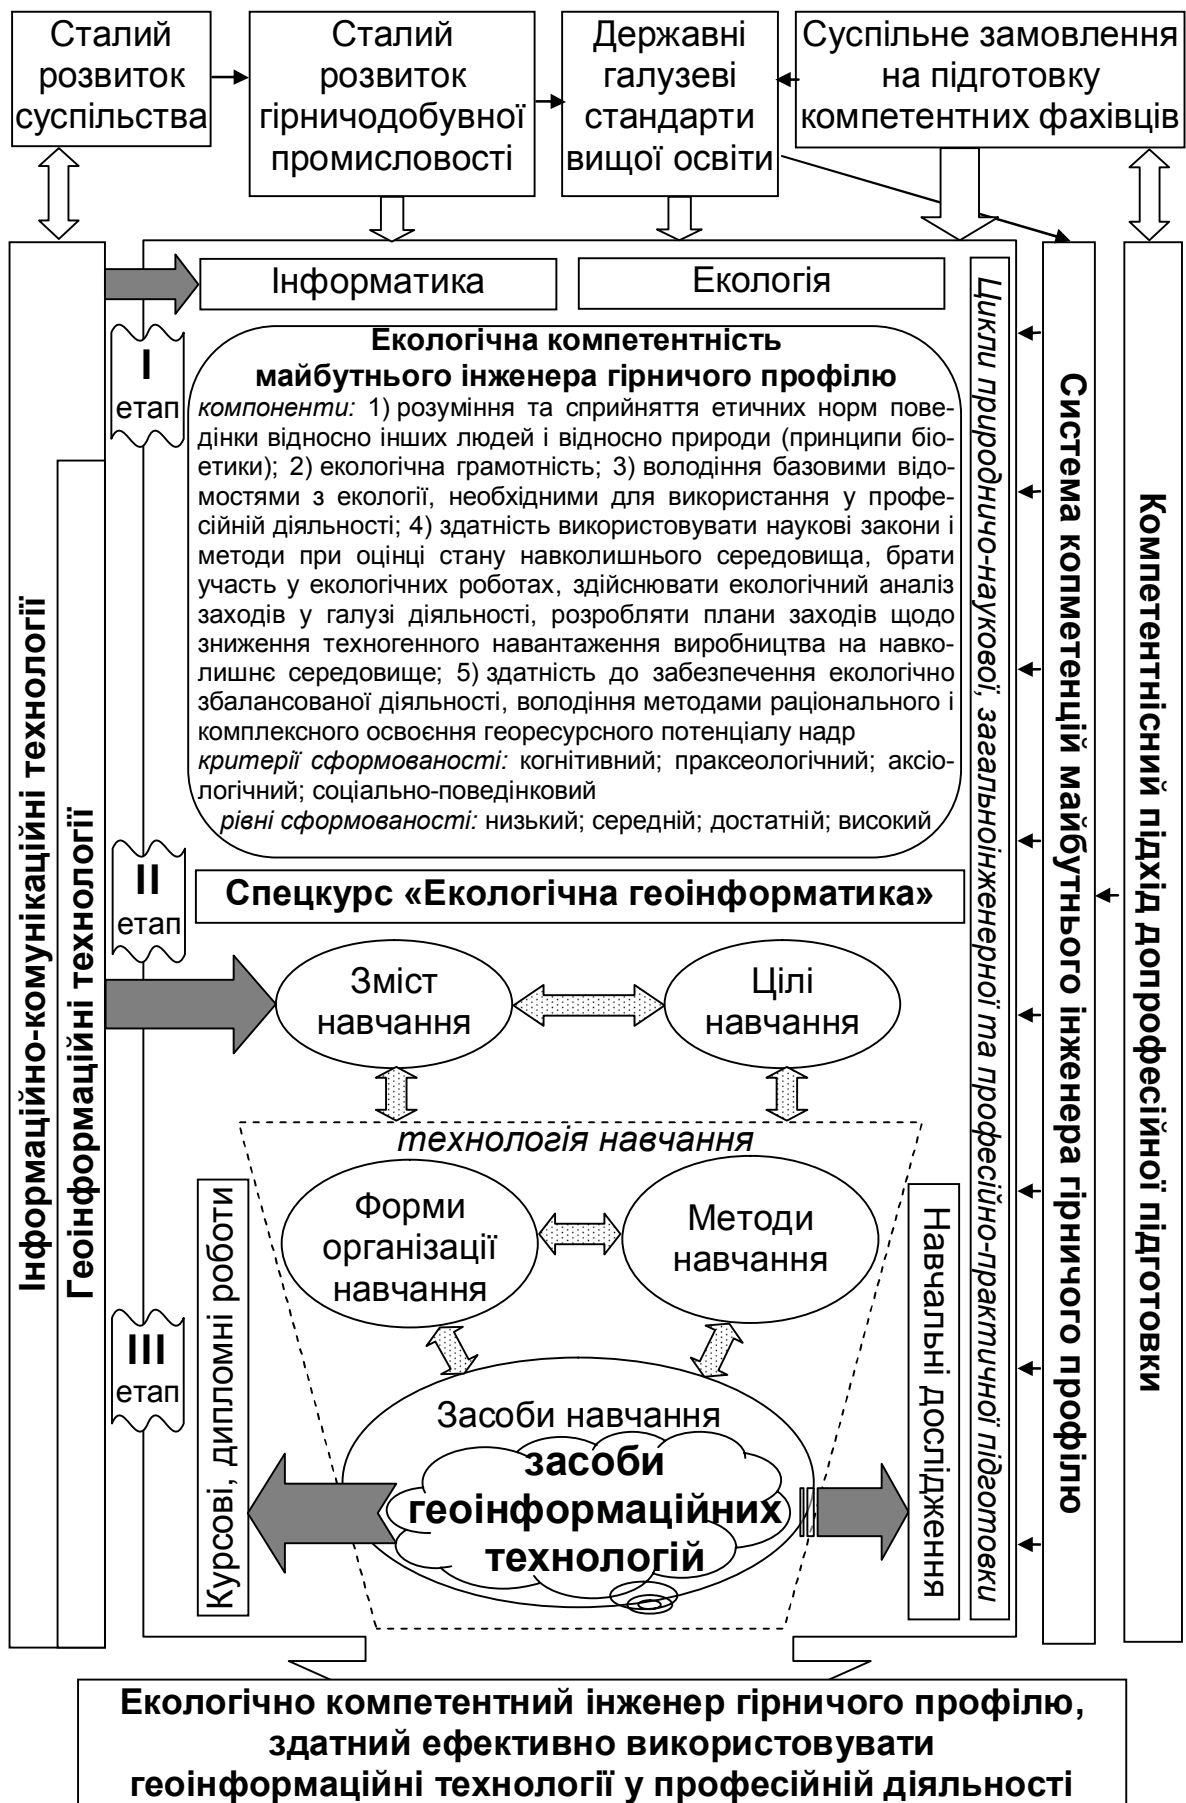 Сталий
розвиток
суспільства
Сталий
розвиток
гірничодобувної
промисловості
Державні
галузеві
стандарти
вищої освіти
Суспільне замовлення
на підготовку
компетентних фахівців
Інформаційно-комунікаційні технології
Геоінформаційні технології
І
етап
Інформатика
Екологія
Екологічна компетентність
майбутнього інженера гірничого профілю
компоненти: 1) розуміння та сприйняття етичних норм пове-
дінки відносно інших людей і відносно природи (принципи біо-
етики); 2) екологічна грамотність; 3) володіння базовими відо-
мостями з екології, необхідними для використання у профе-
сійній діяльності; 4) здатність використовувати наукові закони і
методи при оцінці стану навколишнього середовища, брати
участь у екологічних роботах, здійснювати екологічний аналіз
заходів у галузі діяльності, розробляти плани заходів щодо
зниження техногенного навантаження виробництва на навко-
лишнє середовище; 5) здатність до забезпечення екологічно
збалансованої діяльності, володіння методами раціонального і
комплексного освоєння георесурсного потенціалу надр
критерії сформованості: когнітивний; праксеологічний; аксіо-
логічний; соціально-поведінковий
рівні сформованості: низький; середній; достатній; високий
ІІ
етап
Спецкурс «Екологічна геоінформатика»
Зміст
навчання
Цілі
навчання
технологія навчання
Форми
організації
навчання
Методи
навчання
ІІІ
етап
Курсові, дипломні роботи
Засоби навчання
засоби
геоінформаційних
технологій
Навчальні дослідження
Цикли природничо-наукової, загальноінженерної та професійно-практичної підготовки
Система копметенцій майбутнього інженера гірничого профілю
Компетентнісний підхід допрофесійної підготовки
Екологічно компетентний інженер гірничого профілю,
здатний ефективно використовувати
геоінформаційні технології у професійній діяльності